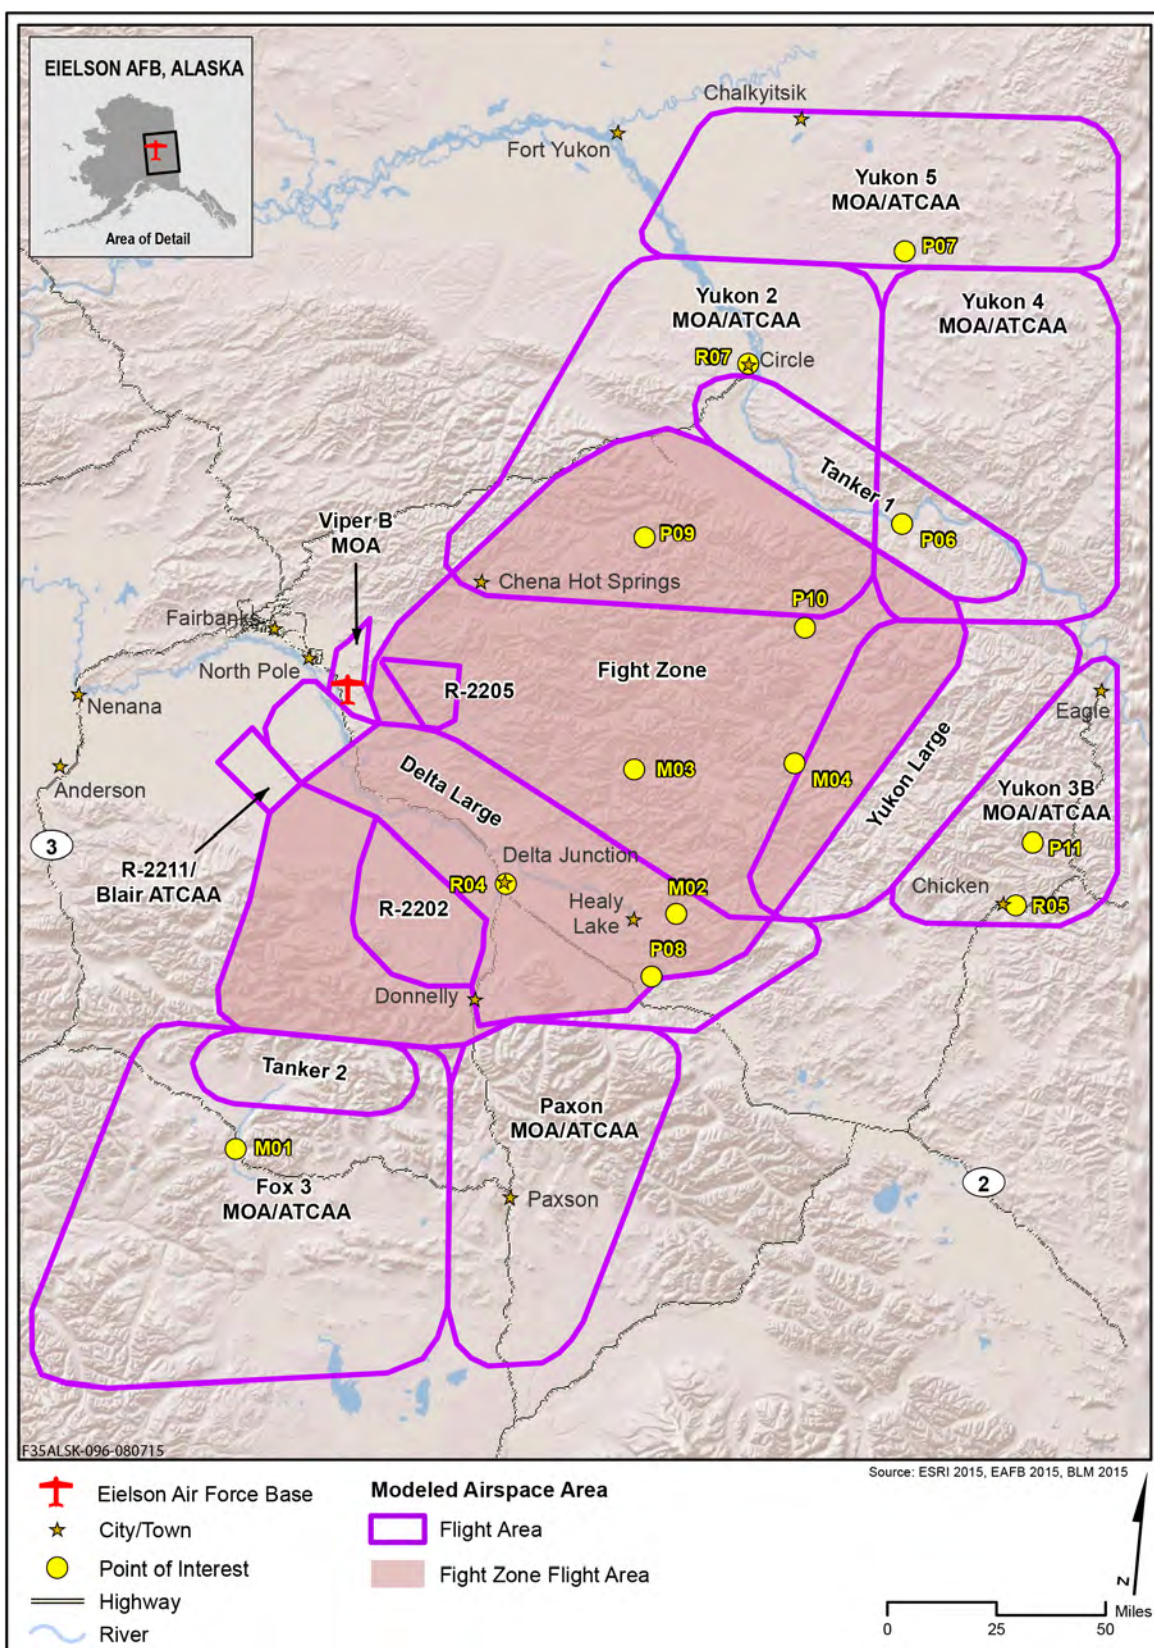 EIELSON AFB, ALASKA
Area of Detail
Chalkyitsik
Fort Yukon
Yukon 5
MOA/ATCAA
P07
Yukon 2
MOA/ATCAA
Yukon 4
MOA/ATCAA
R07
Circle
Tanker 1
P06
Viper B
MOA
P09
Chena Hot Springs
P10
Fairbanks
North Pole
Fight Zone
R-2205
Nenana
Eagle
Yukon Large
M03
M04
Delta Large
Anderson
Yukon 3B
MOA/ATCAA
P11
3
R-2211/
Blair ATCAA
Delta Junction
R04
R-2202
M02
Healy
Lake
Chicken
R05
P08
Donnelly
Tanker 2
Paxon
MOA/ATCAA
M01
Fox 3
MOA/ATCAA
Paxson
2
F35ALSK-096-080715
Source: ESRI 2015, EAFB 2015, BLM 2015
Eielson Air Force Base
City/Town
Point of Interest
Highway
River
Modeled Airspace Area
Flight Area
Fight Zone Flight Area
N
Miles
0 25 50